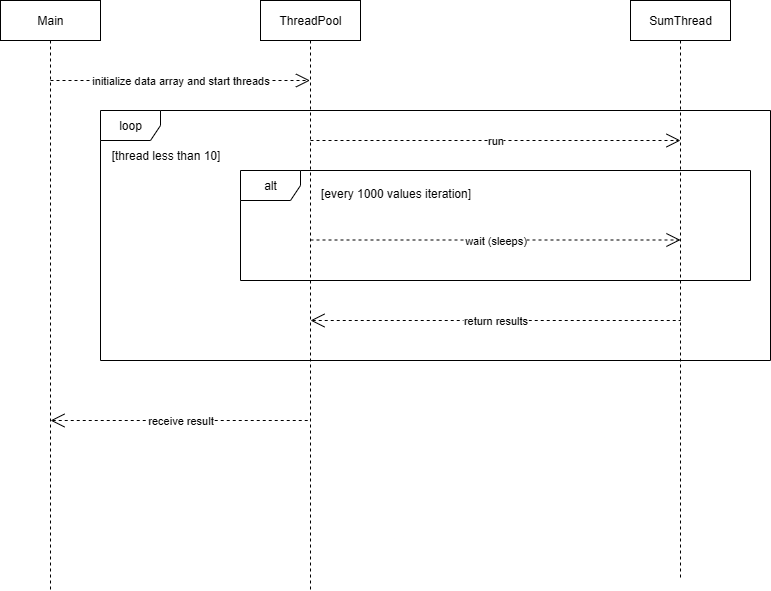 Main
ThreadPool
SumThread
initialize data array and start threads
loop
run
[thread less than 10]
alt
[every 1000 values iteration]
wait (sleeps)
return results
receive result